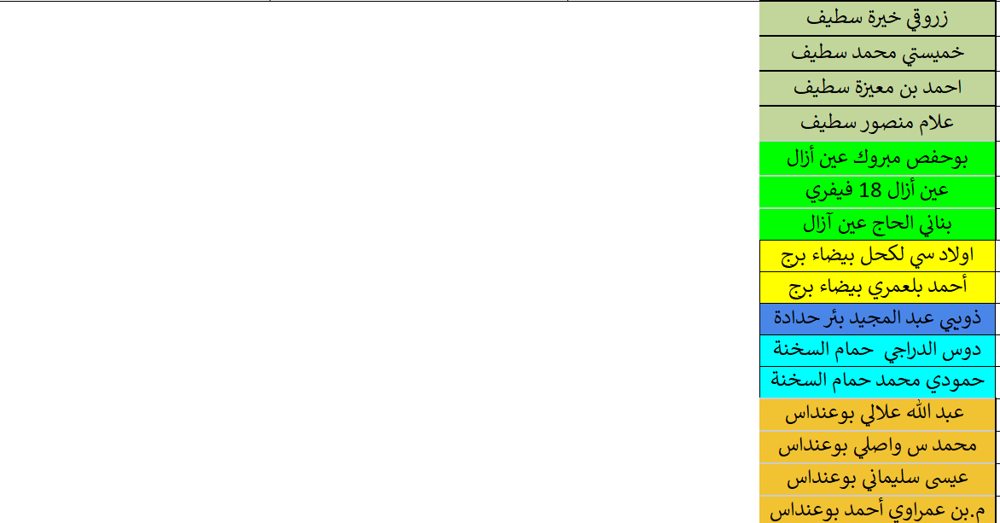 زروقي خيرة سطيف
خميستي محمد سطيف
احمد بن معيزة سطيف
علام منصور سطيف
بوحفص مبروك عين أزال
عين أزال 18 فيفري
بناني الحاج عين آزال
اولاد سي لكحل بيضاء برج
أحمد بلعمري بيضاء برج
ذويبي عبد المجيد بئر حدادة
دوس الدراجي حمام السخنة
حمودي محمد حمام السخنة
عبد الله علالي بوعنداس
محمد س واصلي بوعنداس
عيسى سليماني بوعنداس
م.بن عمراوي أحمد بوعنداس